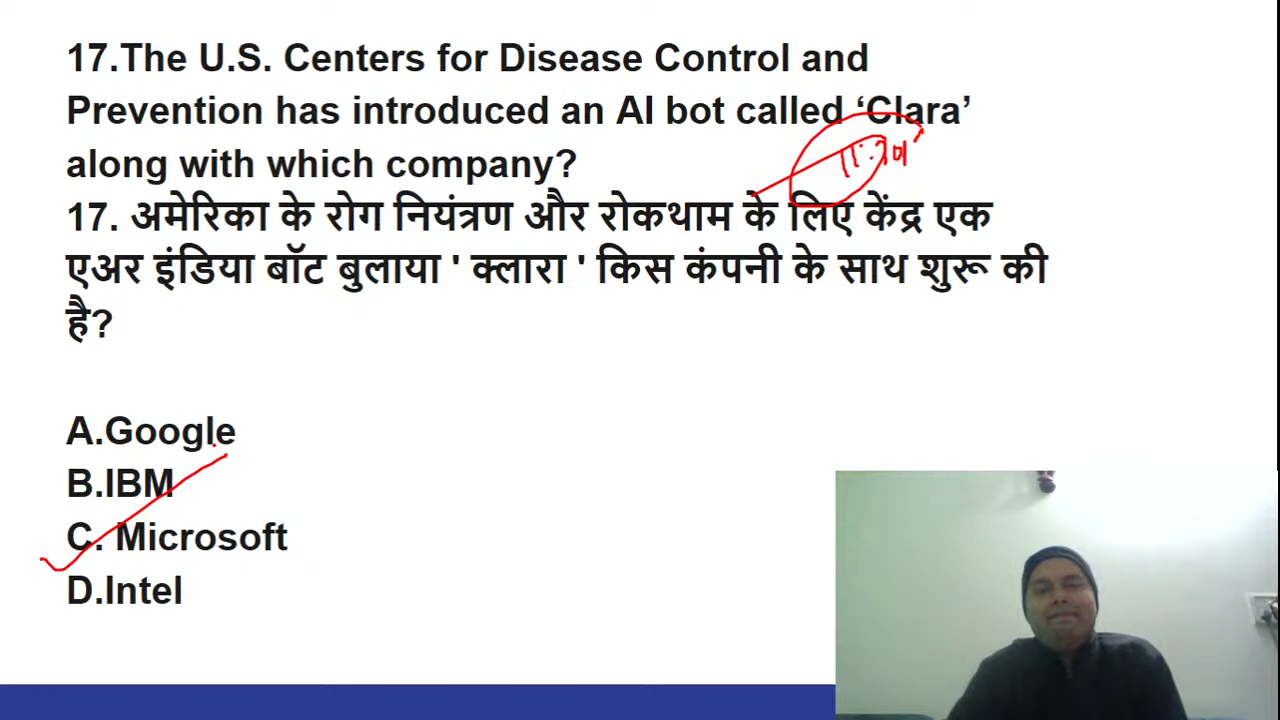 17.The U.S. Centers for Disease Control and
Prevention has introduced an AI bot called ‘Clara’
along with which company?
17. अमेरिका के रोग नियंत्रण और रोकथाम के लिए केंद्र एक
एअर इंडिया बॉट बुलाया ' क्लारा ' किस कंपनी के साथ शुरू की
है?
A.Google
B.IBM
C. Microsoft
D.Intel